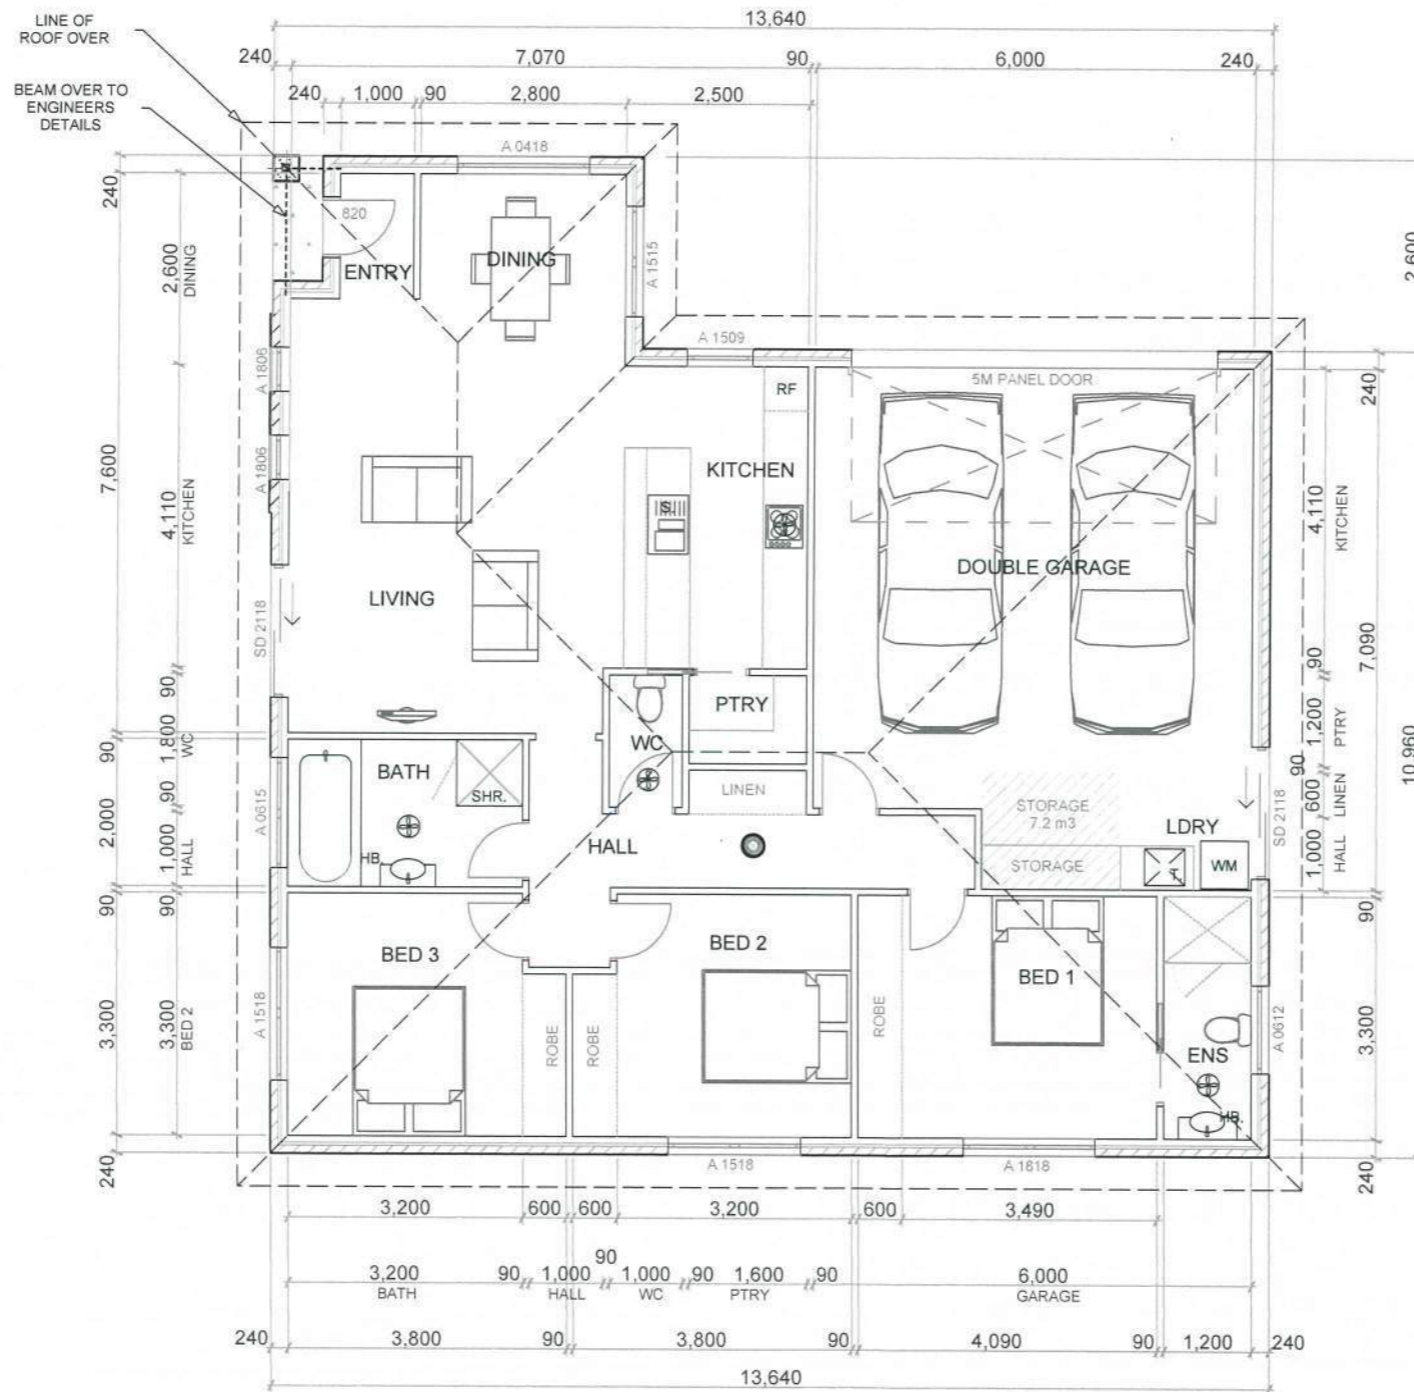 LINE OF
ROOF OVER
BEAM OVER TO
ENGINEERS
DETAILS
13,640
240 7,070 90 6,000 240
240 1,000 90 2,800 2,500
A 0418
240
2,600
DINING
820
ENTRY
DINING
A 1515
2,600
A 1509
5M PANEL DOOR
RF
240
A 1806
A 1806
7,600
4,110
KITCHEN
KITCHEN
S.
4,110
KITCHEN
DOUBLE GARAGE
LIVING
SD 2118
7,090
90
90
1,800
WC
PTRY
WC
1,200
PTRY
10,960
90
90
BATH
SHR.
LINEN
90
600
LINEN
2,000
A 0615
STORAGE
7.2 m3
LDRY
SD 2118
1,000
HALL
HALL
HB.
STORAGE
T.
WM
1,000
HALL
90
90
90
BED 3
BED 2
BED 1
3,300
3,300
BED 2
A 1518
ROBE
ROBE
ROBE
ENS
A 0612
3,300
HB.
240
A 1518
A 1818
240
3,200 600 600 3,200 600 3,490
90
3,200 90 1,000 1,000 90 1,600 90 6,000
BATH HALL WC PTRY GARAGE
240 3,800 90 3,800 90 4,090 90 1,200 240
13,640